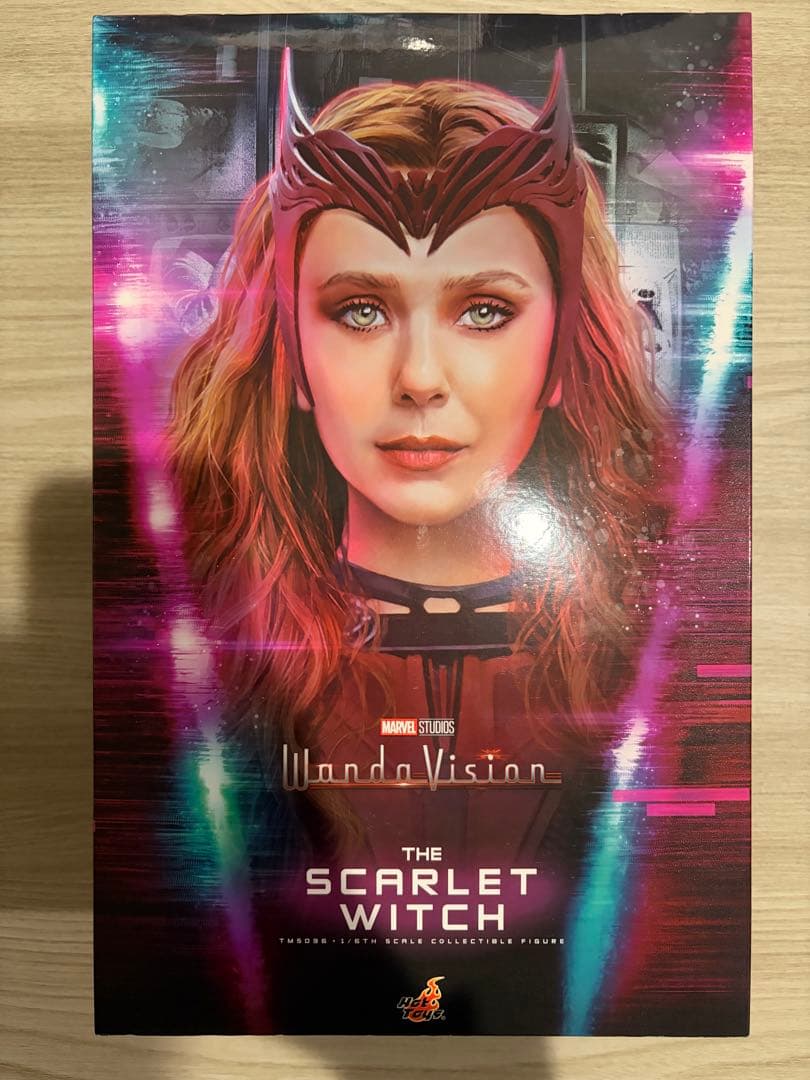 MARVEL STUDIOS
WandaVision
THE
SCARLET
WITCH
TMS036 • 1/6TH SCALE COLLECTIBLE FIGURE
Hot
Toys.